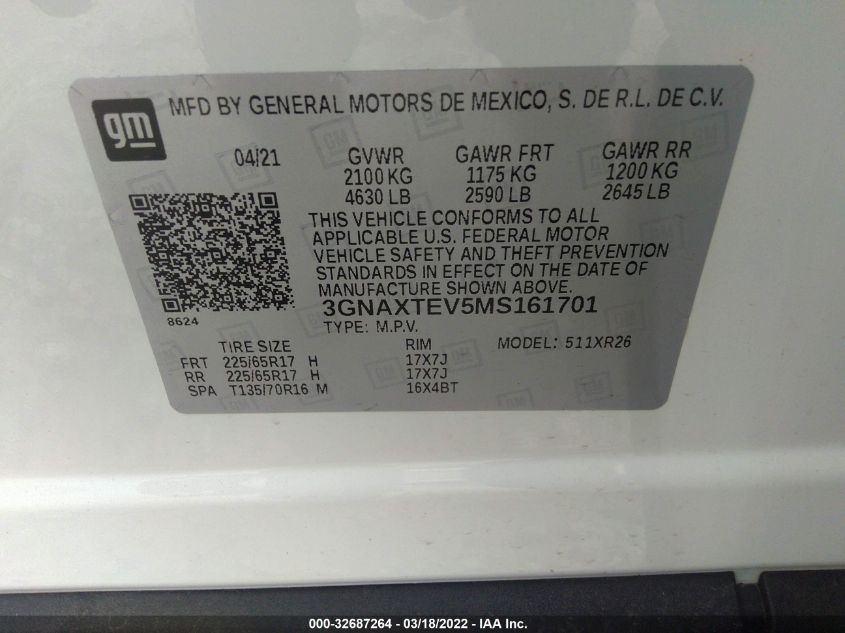 gm
MFD BY GENERAL MOTORS DE MEXICO, S. DE R.L. DE C.V.
04/21 GVWR GAWR FRT GAWR RR
2100 KG 1175 KG 1200 KG
4630 LB 2590 LB 2645 LB
THIS VEHICLE CONFORMS TO ALL
APPLICABLE U.S. FEDERAL MOTOR
VEHICLE SAFETY AND THEFT PREVENTION
STANDARDS IN EFFECT ON THE DATE OF
MANUFACTURE SHOWN ABOVE.
3GNAXTEV5MS161701
8624
TYPE: M.P.V.
TIRE SIZE RIM MODEL: 511XR26
FRT 225/65R17 H 17X7J
RR 225/65R17 H 17X7J
SPA T135/70R16 M 16X4BT
000-32687264 - 03/18/2022 - IAA Inc.